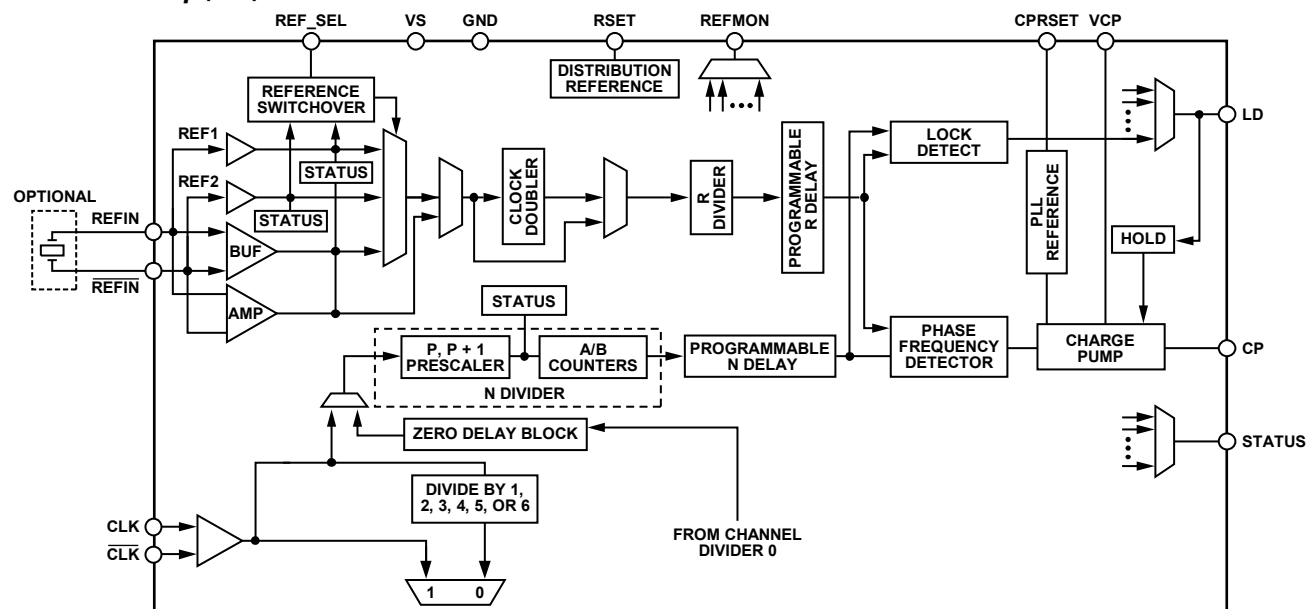 REF_SEL
VS
GND
RSET
REFMON
CPRSET
VCP
DISTRIBUTION
REFERENCE
REFERENCE
SWITCHOVER
LD
REF1
STATUS
LOCK
DETECT
REF2
STATUS
CLOCK
DOUBLER
R
DIVIDER
PROGRAMMABLE
R DELAY
PLL
REFERENCE
OPTIONAL
REFIN
BUF
HOLD
REFIN
AMP
STATUS
P, P + 1
PRESCALER
A/B
COUNTERS
N DIVIDER
PROGRAMMABLE
N DELAY
PHASE
FREQUENCY
DETECTOR
CHARGE
PUMP
CP
ZERO DELAY BLOCK
STATUS
DIVIDE BY 1,
2, 3, 4, 5, OR 6
CLK
CLK
FROM CHANNEL
DIVIDER 0
1
0